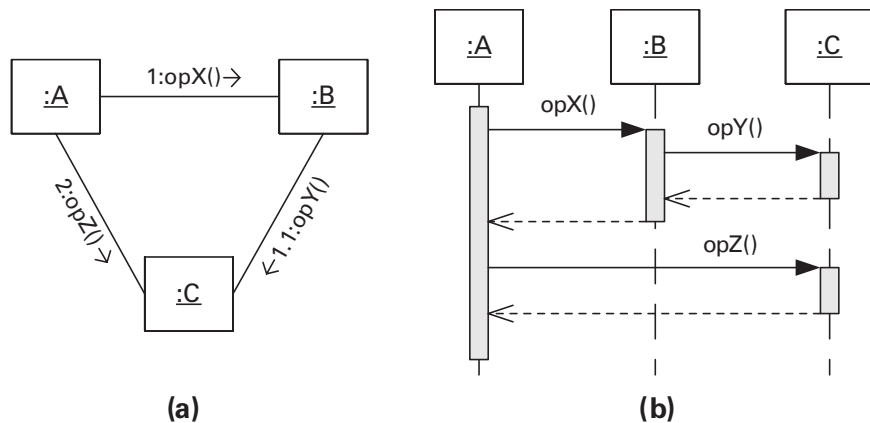 :A
1:opX()→
:B
2:opZ()→
←1.1:opY()
:C
(a)
:A
:B
:C
opX()
opY()
opZ()
(b)